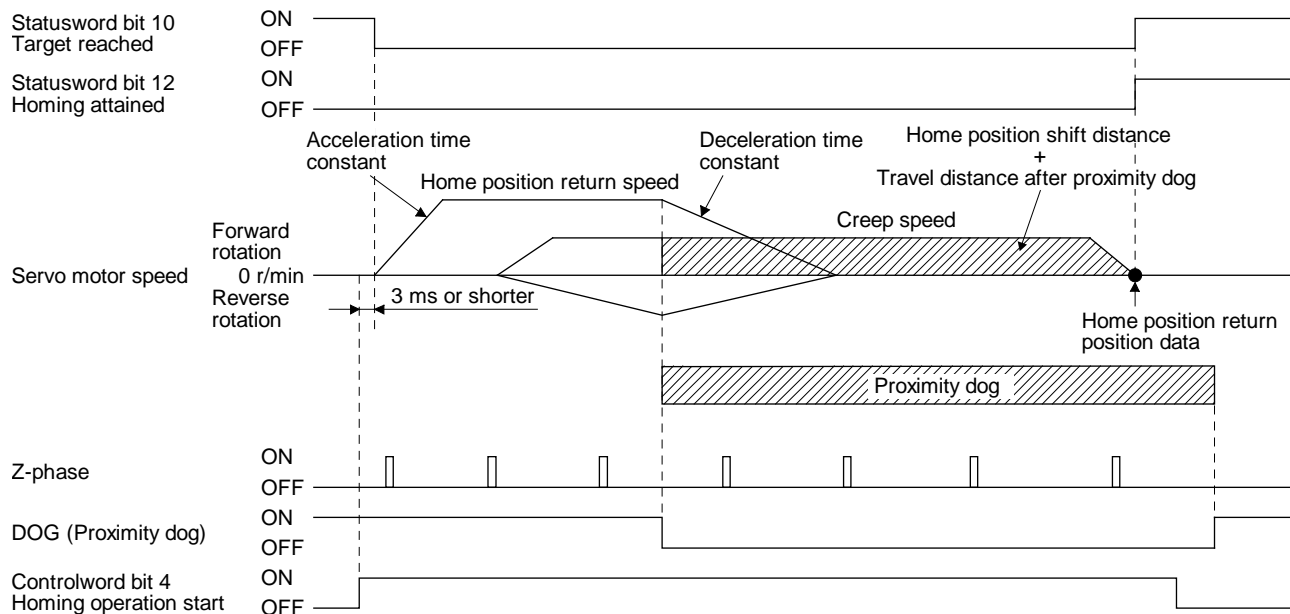 Statusword bit 10
Target reached
ON
OFF
Statusword bit 12
Homing attained
ON
OFF
Acceleration time
constant
Home position return speed
Deceleration time
constant
Home position shift distance
+
Travel distance after proximity dog
Creep speed
Forward
rotation
Servo motor speed
0 r/min
Reverse
rotation
3 ms or shorter
Home position return
position data
Proximity dog
Z-phase
ON
OFF
DOG (Proximity dog)
ON
OFF
Controlword bit 4
Homing operation start
ON
OFF